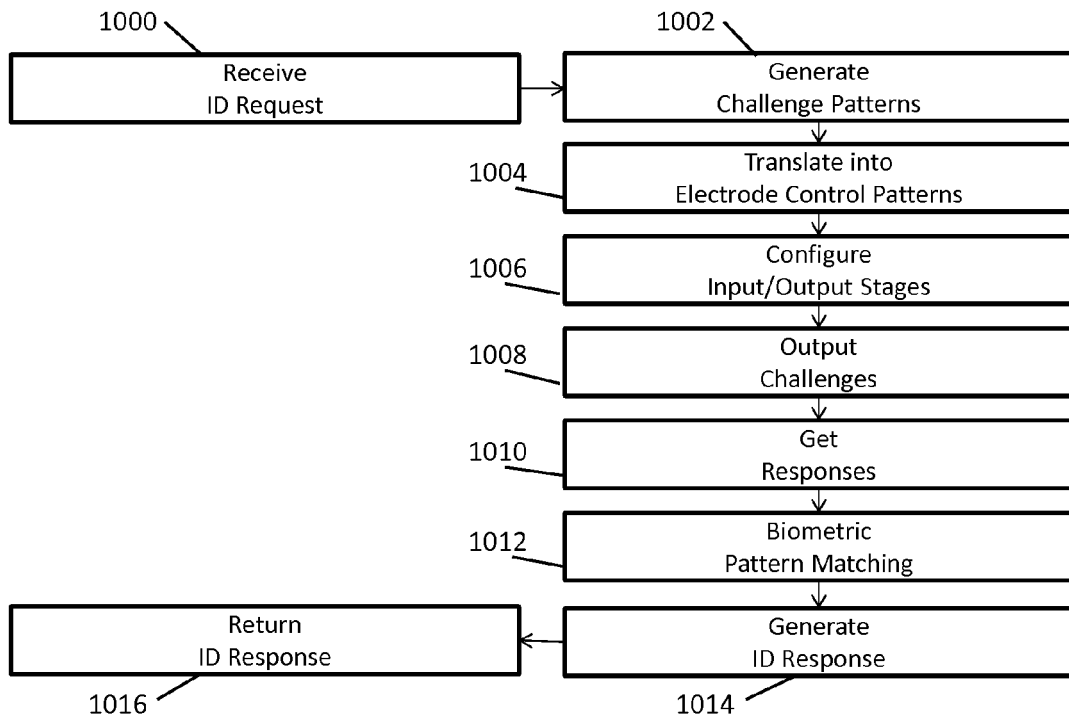 1000
1002
Receive
ID Request
Generate
Challenge Patterns
1004
Translate into
Electrode Control Patterns
1006
Configure
Input/Output Stages
1008
Output
Challenges
1010
Get
Responses
1012
Biometric
Pattern Matching
Return
ID Response
Generate
ID Response
1016
1014